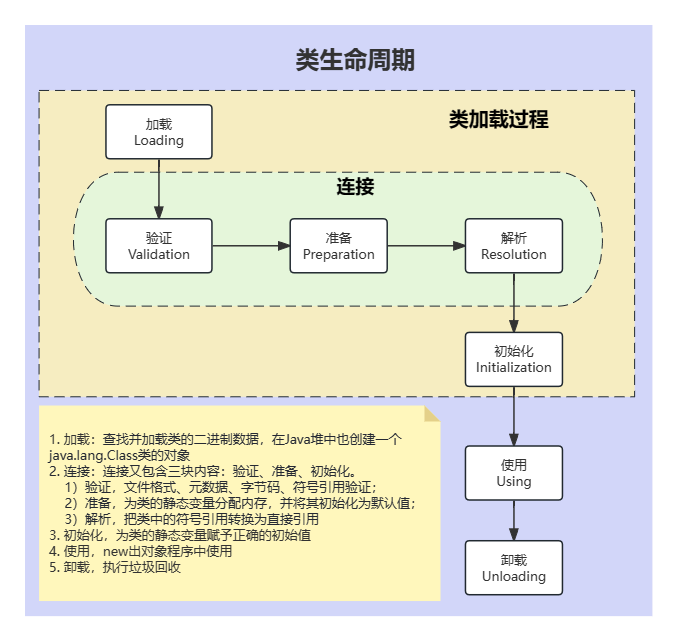 类生命周期
类加载过程
加载
Loading
连接
验证
Validation
准备
Preparation
解析
Resolution
初始化
Initialization
使用
Using
卸载
Unloading
1. 加载：查找并加载类的二进制数据，在Java堆中也创建一个
java.lang.Class类的对象
2. 连接：连接又包含三块内容：验证、准备、初始化。
1）验证，文件格式、元数据、字节码、符号引用验证；
2）准备，为类的静态变量分配内存，并将其初始化为默认值；
3）解析，把类中的符号引用转换为直接引用
3. 初始化，为类的静态变量赋予正确的初始值
4. 使用，new出对象程序中使用
5. 卸载，执行垃圾回收